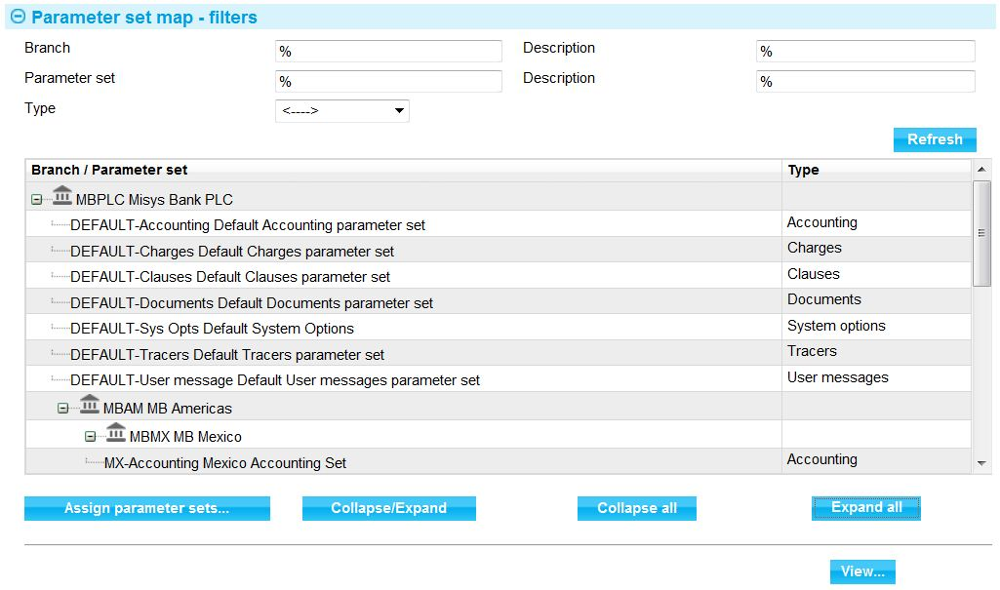 Parameter set map - filters
Branch % Description %
Parameter set % Description %
Type <---->
Refresh
Branch / Parameter set Type
MBPLC Misys Bank PLC
DEFAULT-Accounting Default Accounting parameter set Accounting
DEFAULT-Charges Default Charges parameter set Charges
DEFAULT-Clauses Default Clauses parameter set Clauses
DEFAULT-Documents Default Documents parameter set Documents
DEFAULT-Sys Opts Default System Options System options
DEFAULT-Tracers Default Tracers parameter set Tracers
DEFAULT-User message Default User messages parameter set User messages
MBAM MB Americas
MBMX MB Mexico
MX-Accounting Mexico Accounting Set Accounting
Assign parameter sets... Collapse/Expand Collapse all Expand all
View...